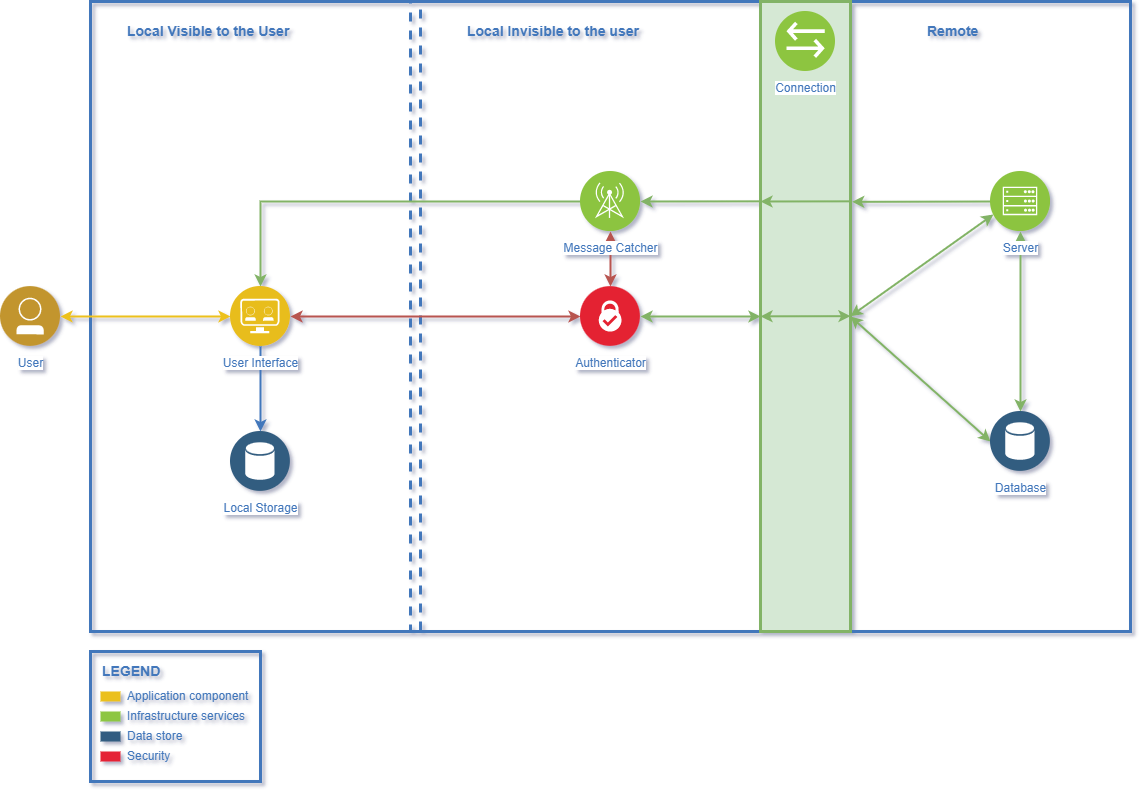 Local Visible to the User
Local Invisible to the user
Remote
Connection
Message Catcher
Server
User
User Interface
Authenticator
Local Storage
Database
LEGEND
Application component
Infrastructure services
Data store
Security